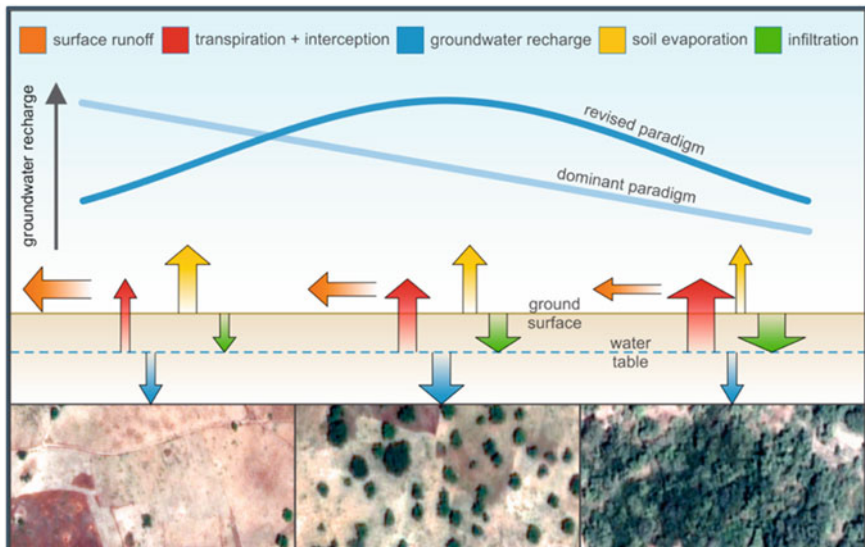 surface runoff
transpiration + interception
groundwater recharge
soil evaporation
infiltration
groundwater recharge
revised paradigm
dominant paradigm
ground
surface
water
table